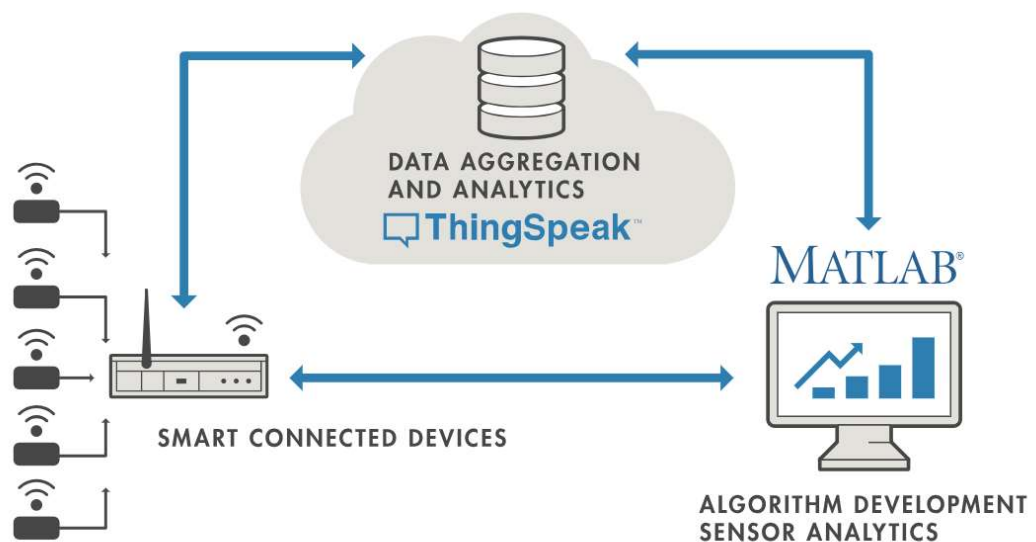 DATA AGGREGATION
AND ANALYTICS
ThingSpeak™
MATLAB®
SMART CONNECTED DEVICES
ALGORITHM DEVELOPMENT
SENSOR ANALYTICS